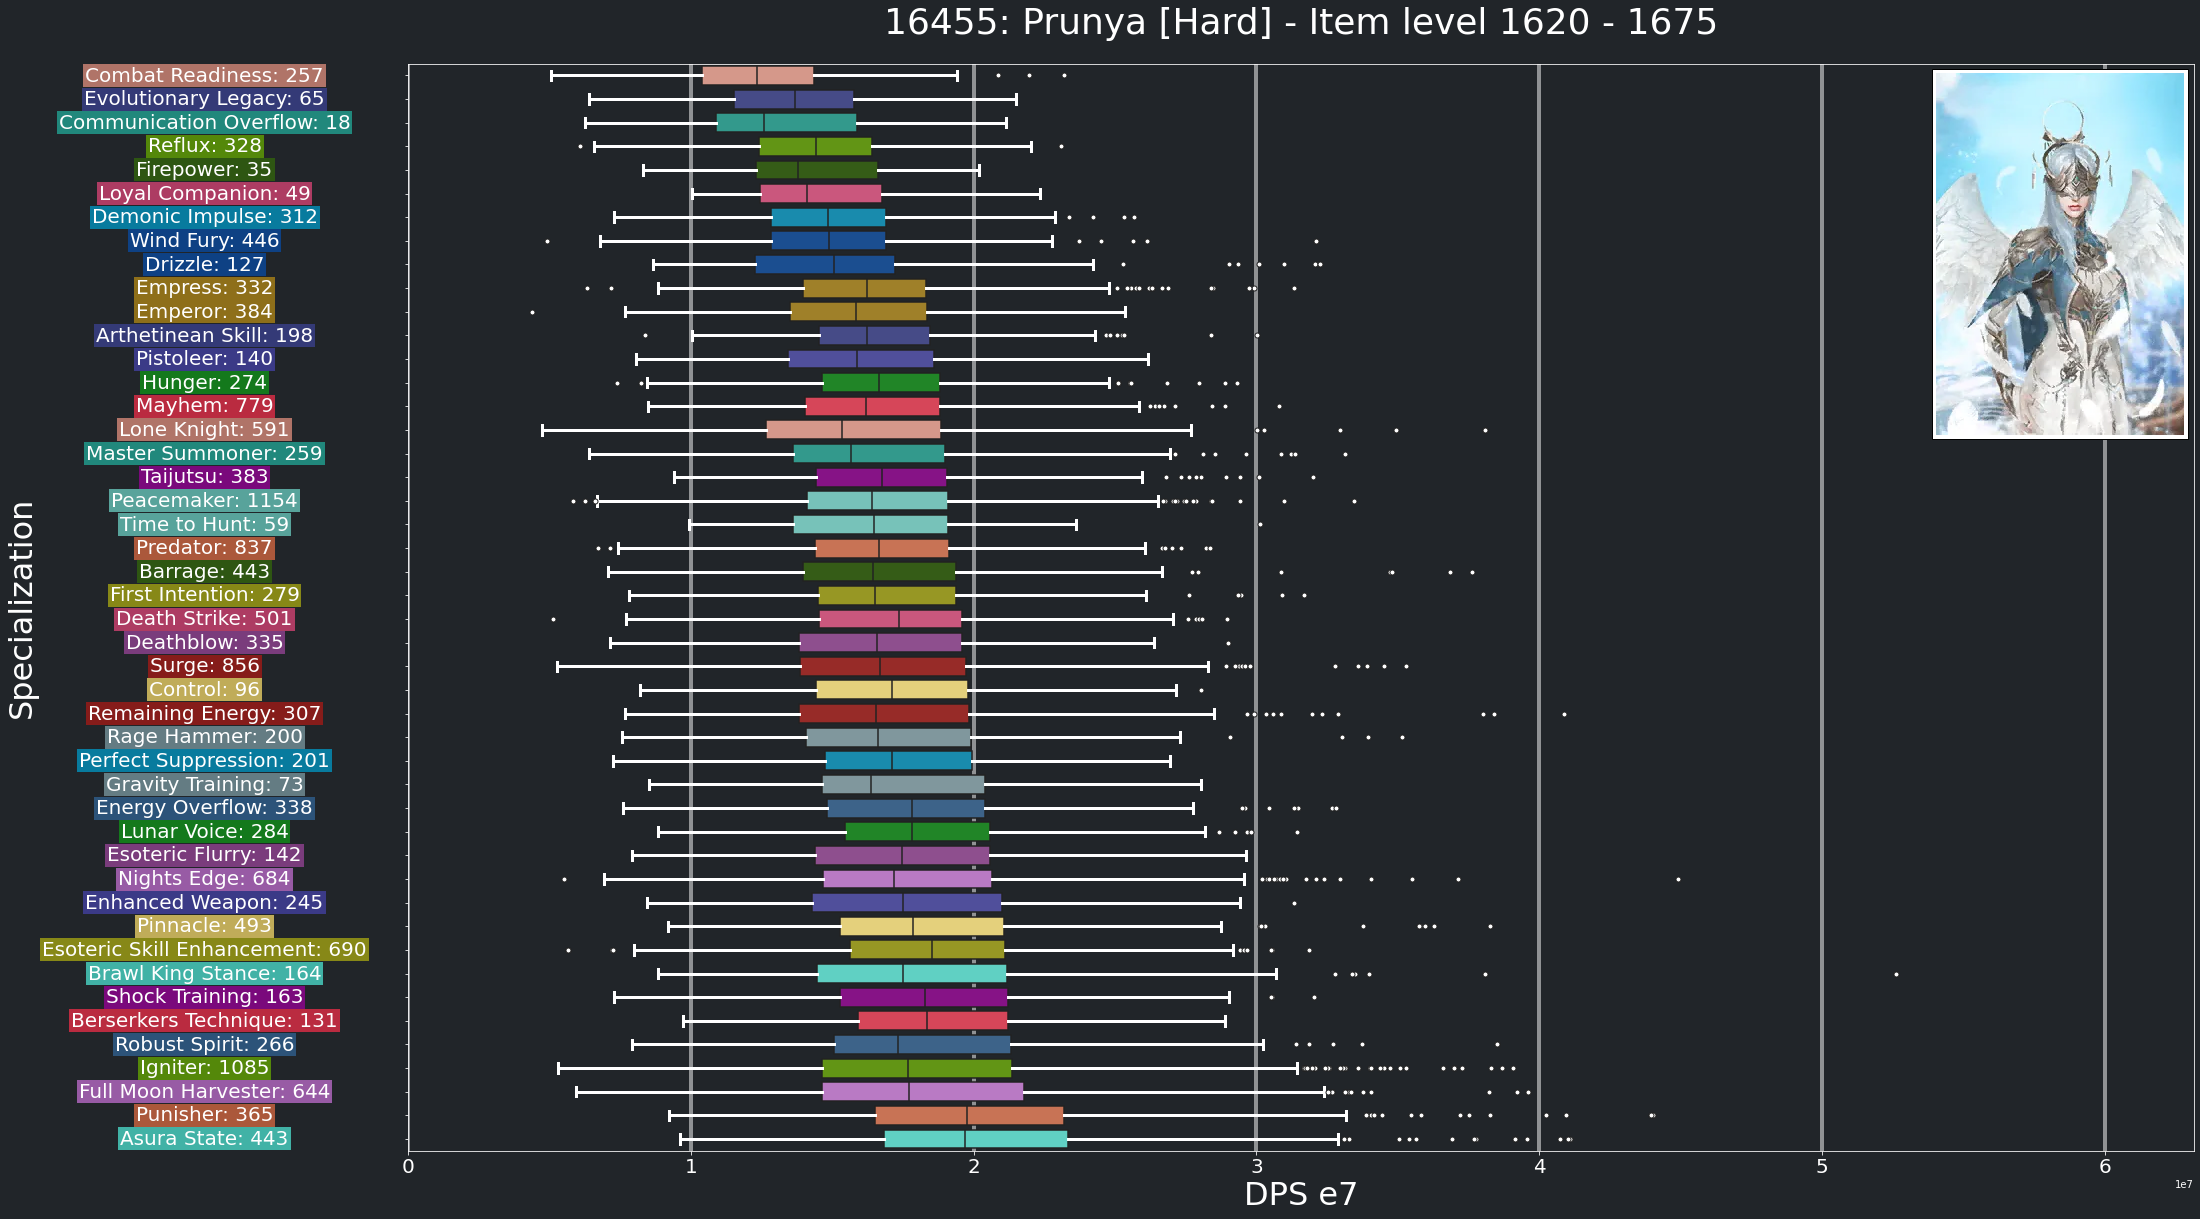 16455: Prunya [Hard] - Item level 1620 - 1675
Specialization
Combat Readiness: 257
Evolutionary Legacy: 65
Communication Overflow: 18
Reflux: 328
Firepower: 35
Loyal Companion: 49
Demonic Impulse: 312
Wind Fury: 446
Drizzle: 127
Empress: 332
Emperor: 384
Arthetinean Skill: 198
Pistoleer: 140
Hunger: 274
Mayhem: 779
Lone Knight: 591
Master Summoner: 259
Taijutsu: 383
Peacemaker: 1154
Time to Hunt: 59
Predator: 837
Barrage: 443
First Intention: 279
Death Strike: 501
Deathblow: 335
Surge: 856
Control: 96
Remaining Energy: 307
Rage Hammer: 200
Perfect Suppression: 201
Gravity Training: 73
Energy Overflow: 338
Lunar Voice: 284
Esoteric Flurry: 142
Nights Edge: 684
Enhanced Weapon: 245
Pinnacle: 493
Esoteric Skill Enhancement: 690
Brawl King Stance: 164
Shock Training: 163
Berserkers Technique: 131
Robust Spirit: 266
Igniter: 1085
Full Moon Harvester: 644
Punisher: 365
Asura State: 443
0 1 2 3 4 5 6
DPS e7
1e7